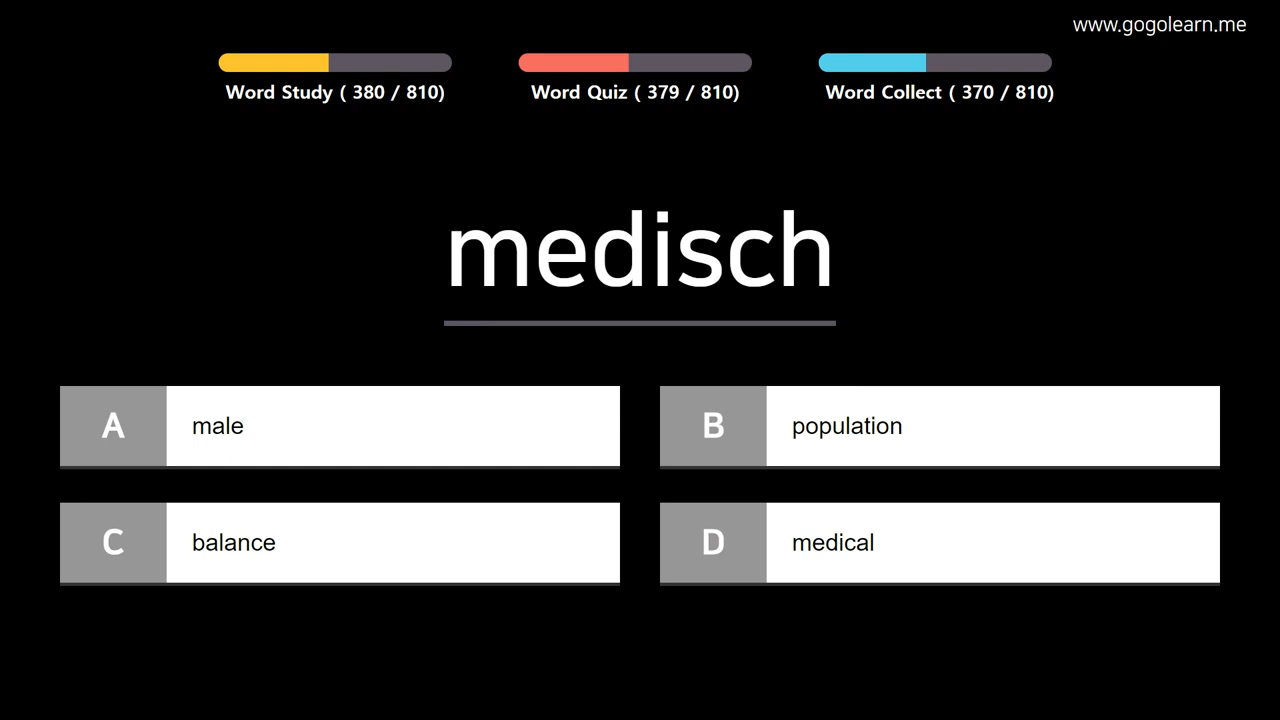 www.gogolearn.me
Word Study ( 380 / 810)
Word Quiz ( 379 / 810)
Word Collect ( 370 / 810)
medisch
A male
B population
C balance
D medical